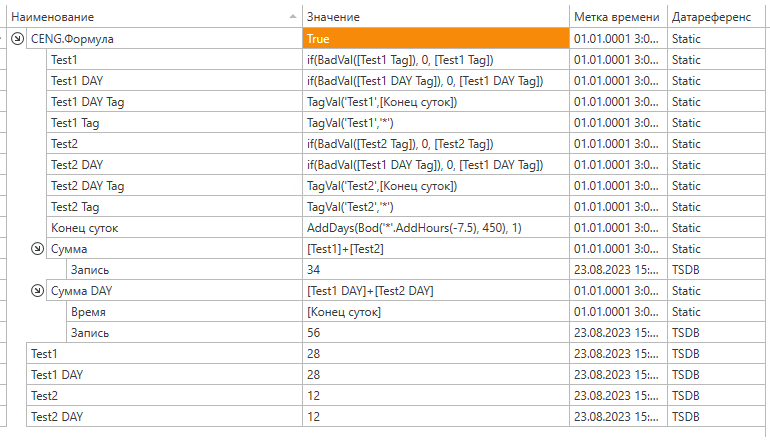 Наименование Значение Метка времени Датареференс
CENG.Формула True 01.01.0001 3:0... Static
Test1 if(BadVal([Test1 Tag]), 0, [Test1 Tag]) 01.01.0001 3:0... Static
Test1 DAY if(BadVal([Test1 DAY Tag]), 0, [Test1 DAY Tag]) 01.01.0001 3:0... Static
Test1 DAY Tag TagVal('Test1',[Конец суток]) 01.01.0001 3:0... Static
Test1 Tag TagVal('Test1','*') 01.01.0001 3:0... Static
Test2 if(BadVal([Test2 Tag]), 0, [Test2 Tag]) 01.01.0001 3:0... Static
Test2 DAY if(BadVal([Test1 DAY Tag]), 0, [Test1 DAY Tag]) 01.01.0001 3:0... Static
Test2 DAY Tag TagVal('Test2',[Конец суток]) 01.01.0001 3:0... Static
Test2 Tag TagVal('Test2','*') 01.01.0001 3:0... Static
Конец суток AddDays(Bod('*'.AddHours(-7.5), 450), 1) 01.01.0001 3:0... Static
Сумма [Test1]+[Test2] 01.01.0001 3:0... Static
Запись 34 23.08.2023 15:... TSDB
Сумма DAY [Test1 DAY]+[Test2 DAY] 01.01.0001 3:0... Static
Время [Конец суток] 01.01.0001 3:0... Static
Запись 56 23.08.2023 15:... TSDB
Test1 28 23.08.2023 15:... TSDB
Test1 DAY 28 23.08.2023 15:... TSDB
Test2 12 23.08.2023 15:... TSDB
Test2 DAY 12 23.08.2023 15:... TSDB